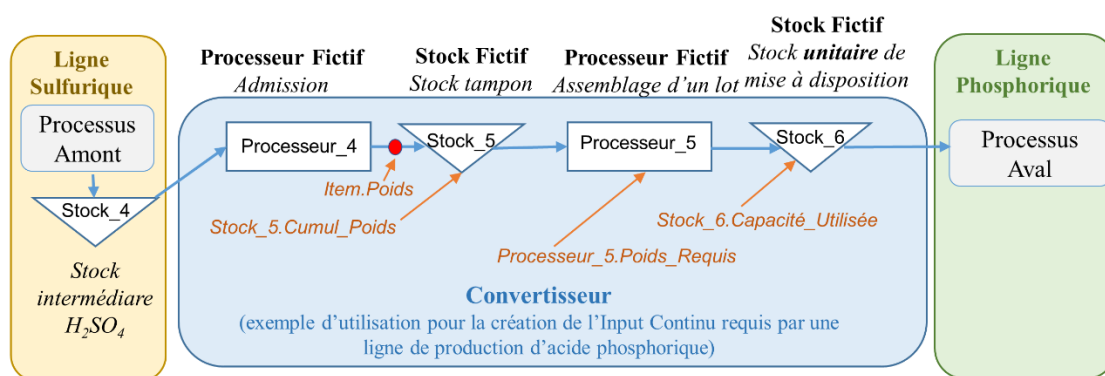 Ligne
Sulfurique
Processus
Amont
Stock_4
Stock
intermédiare
H2SO4
Processeur Fictif
Admission
Stock Fictif
Stock tampon
Processeur Fictif
Assemblage d'un lot
Stock Fictif
Stock unitaire de
mise à disposition
Processeur_4
Stock_5
Processeur_5
Stock_6
Item.Poids
Stock_5.Cumul_Poids
Stock_6.Capacité_Utilisée
Processeur_5.Poids_Requis
Convertisseur
(exemple d'utilisation pour la création de l'Input Continu requis par une
ligne de production d'acide phosphorique)
Ligne
Phosphorique
Processus
Aval